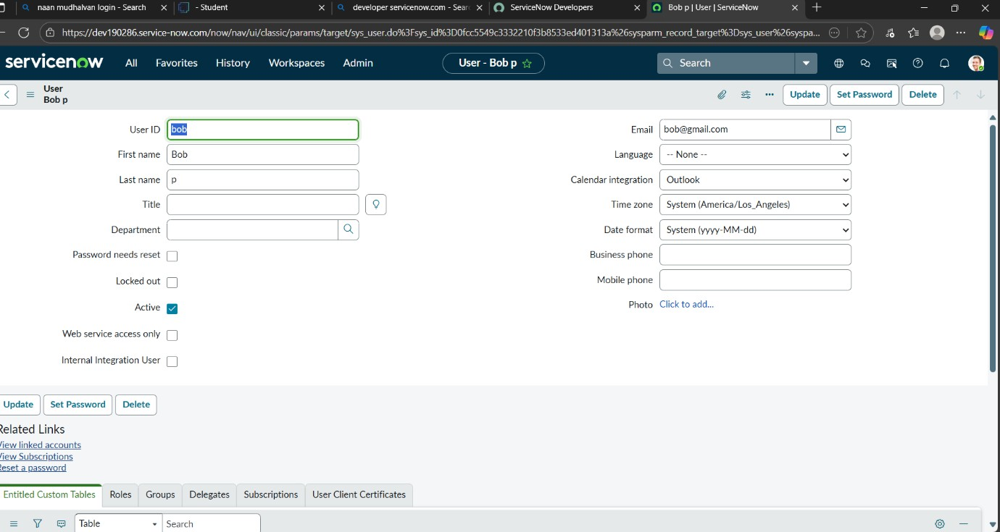 naan mudhalvan login - Search
- Student
developer servicenow.com - Sear
ServiceNow Developers
Bob p | User | ServiceNow
https://dev190286.service-now.com/now/nav/ui/classic/params/target/sys_user.do%3Fsys_id%3D0fcc5549c3332210f3b8533ed401313a%26sysparm_record_target%3Dsys_user%26syspa...
servicenow
All
Favorites
History
Workspaces
Admin
User - Bob p
Search
User
Bob p
Update
Set Password
Delete
User ID
bob
First name
Bob
Last name
p
Title
Department
Password needs reset
Locked out
Active
Web service access only
Internal Integration User
Email
bob@gmail.com
Language
-- None --
Calendar integration
Outlook
Time zone
System (America/Los_Angeles)
Date format
System (yyyy-MM-dd)
Business phone
Mobile phone
Photo
Click to add...
Update
Set Password
Delete
Related Links
View linked accounts
View Subscriptions
Reset a password
Entitled Custom Tables
Roles
Groups
Delegates
Subscriptions
User Client Certificates
Table
Search